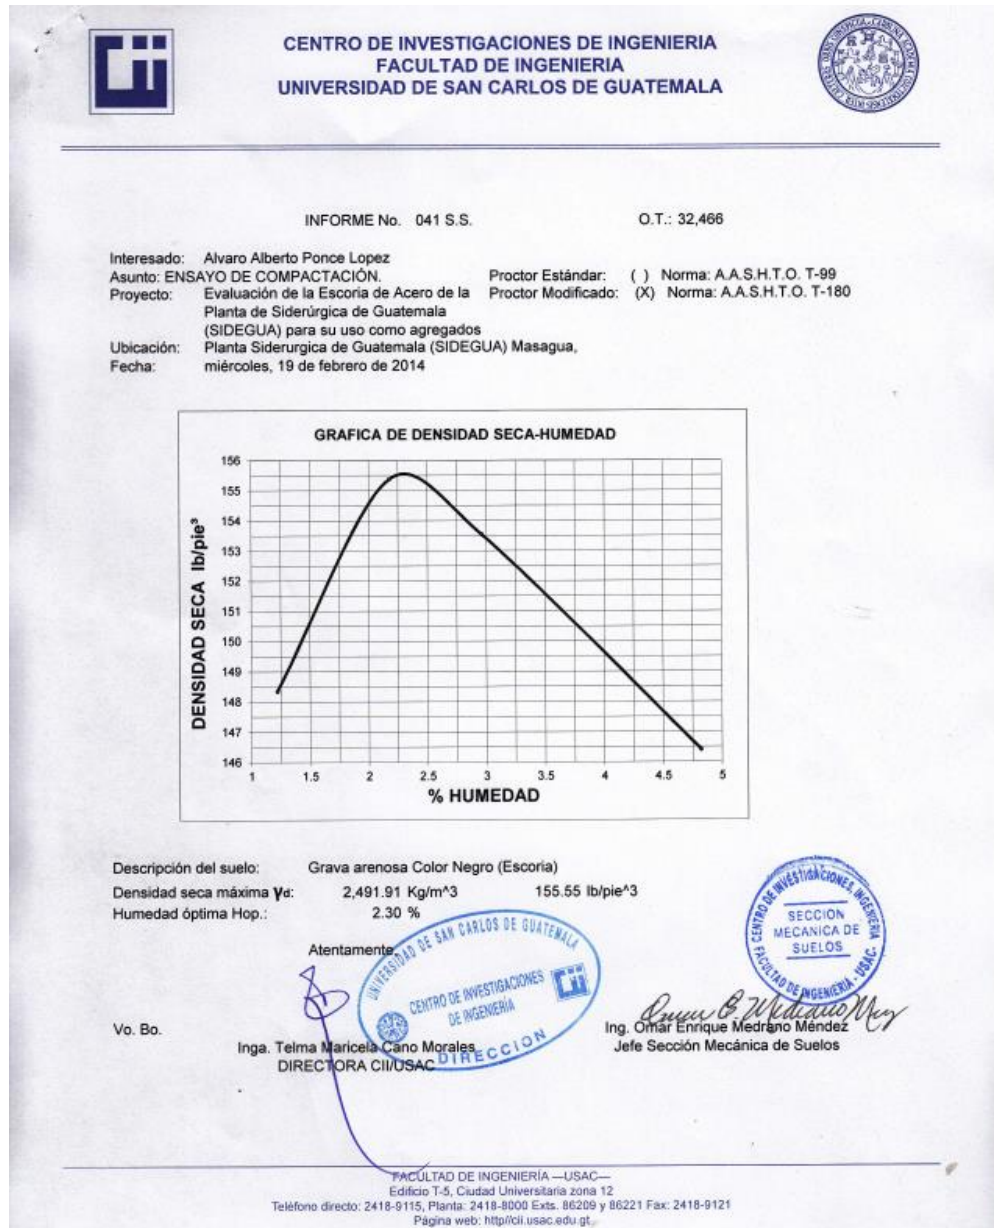 Cii
CENTRO DE INVESTIGACIONES DE INGENIERIA
FACULTAD DE INGENIERIA
UNIVERSIDAD DE SAN CARLOS DE GUATEMALA
INFORME No. 041 S.S. O.T.: 32,466
Interesado: Alvaro Alberto Ponce Lopez
Asunto: ENSAYO DE COMPACTACIÓN. Proctor Estándar: ( ) Norma: A.A.S.H.T.O. T-99
Proyecto: Evaluación de la Escoria de Acero de la Proctor Modificado: (X) Norma: A.A.S.H.T.O. T-180
Planta de Siderúrgica de Guatemala
(SIDEGUA) para su uso como agregados
Ubicación: Planta Siderurgica de Guatemala (SIDEGUA) Masagua,
Fecha: miércoles, 19 de febrero de 2014
GRAFICA DE DENSIDAD SECA-HUMEDAD
DENSIDAD SECA lb/pie³
156
155
154
153
152
151
150
149
148
147
146
1 1.5 2 2.5 3 3.5 4 4.5 5
% HUMEDAD
Descripción del suelo: Grava arenosa Color Negro (Escoria)
Densidad seca máxima γd: 2,491.91 Kg/m^3 155.55 lb/pie^3
Humedad óptima Hop.: 2.30 %
CENTRO DE INVESTIGACIONES, INGENIERIA
SECCION
MECANICA DE
SUELOS
FACULTAD DE INGENIERIA - USAC.
Atentamente,
UNIVERSIDAD DE SAN CARLOS DE GUATEMALA
CENTRO DE INVESTIGACIONES
DE INGENIERÍA
Cii
DIRECCION
Vo. Bo.
Inga. Telma Maricela Cano Morales
DIRECTORA CII/USAC
Ing. Omar Enrique Medrano Méndez
Jefe Sección Mecánica de Suelos
FACULTAD DE INGENIERÍA —USAC—
Edificio T-5, Ciudad Universitaria zona 12
Teléfono directo: 2418-9115, Planta: 2418-8000 Exts. 86209 y 86221 Fax: 2418-9121
Página web: http//cii.usac.edu.gt